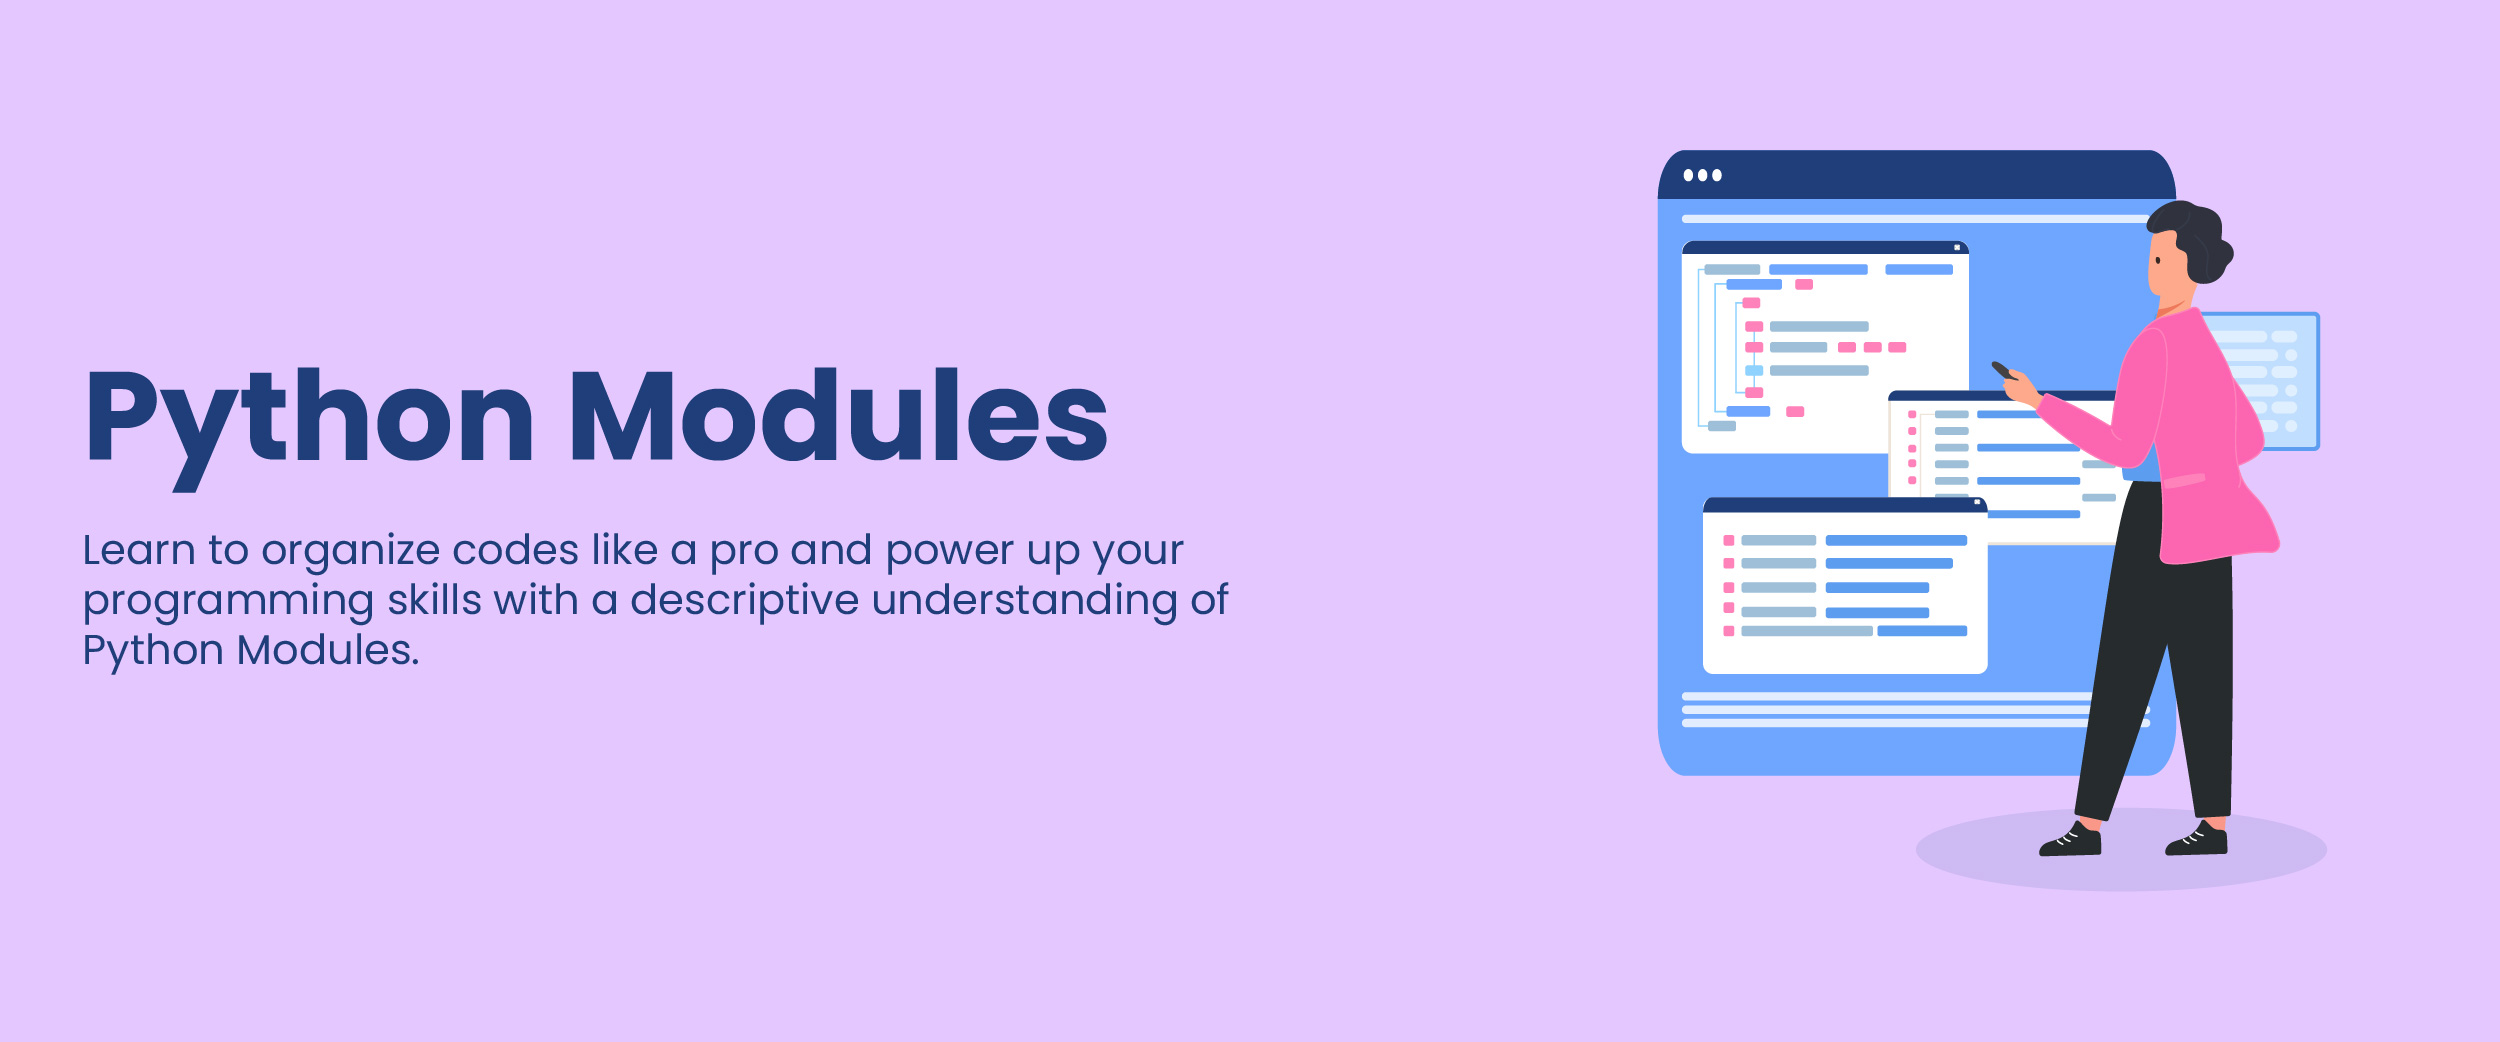 Python Modules
Learn to organize codes like a pro and power up your
programming skills with a descriptive understanding of
Python Modules.